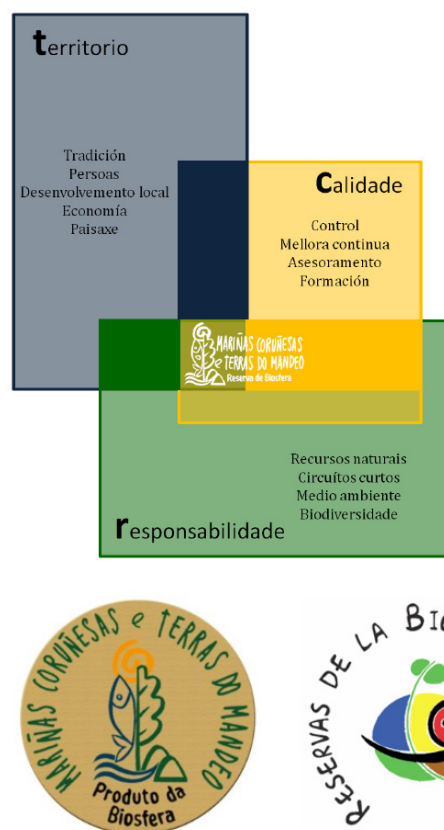 territorio
Tradición
Persoas
Desenvolvemento local
Economía
Paisaxe
Calidade
Control
Mellora continua
Asesoramento
Formación
MARIÑAS CORUÑESAS
e TERRAS DO MANDEO
Reserva de Biosfera
Recursos naturais
Circuítos curtos
Medio ambiente
Biodiversidade
responsabilidade
MARIÑAS CORUÑESAS e TERRAS DO MANDEO
Produto da
Biosfera
RESERVAS DE LA